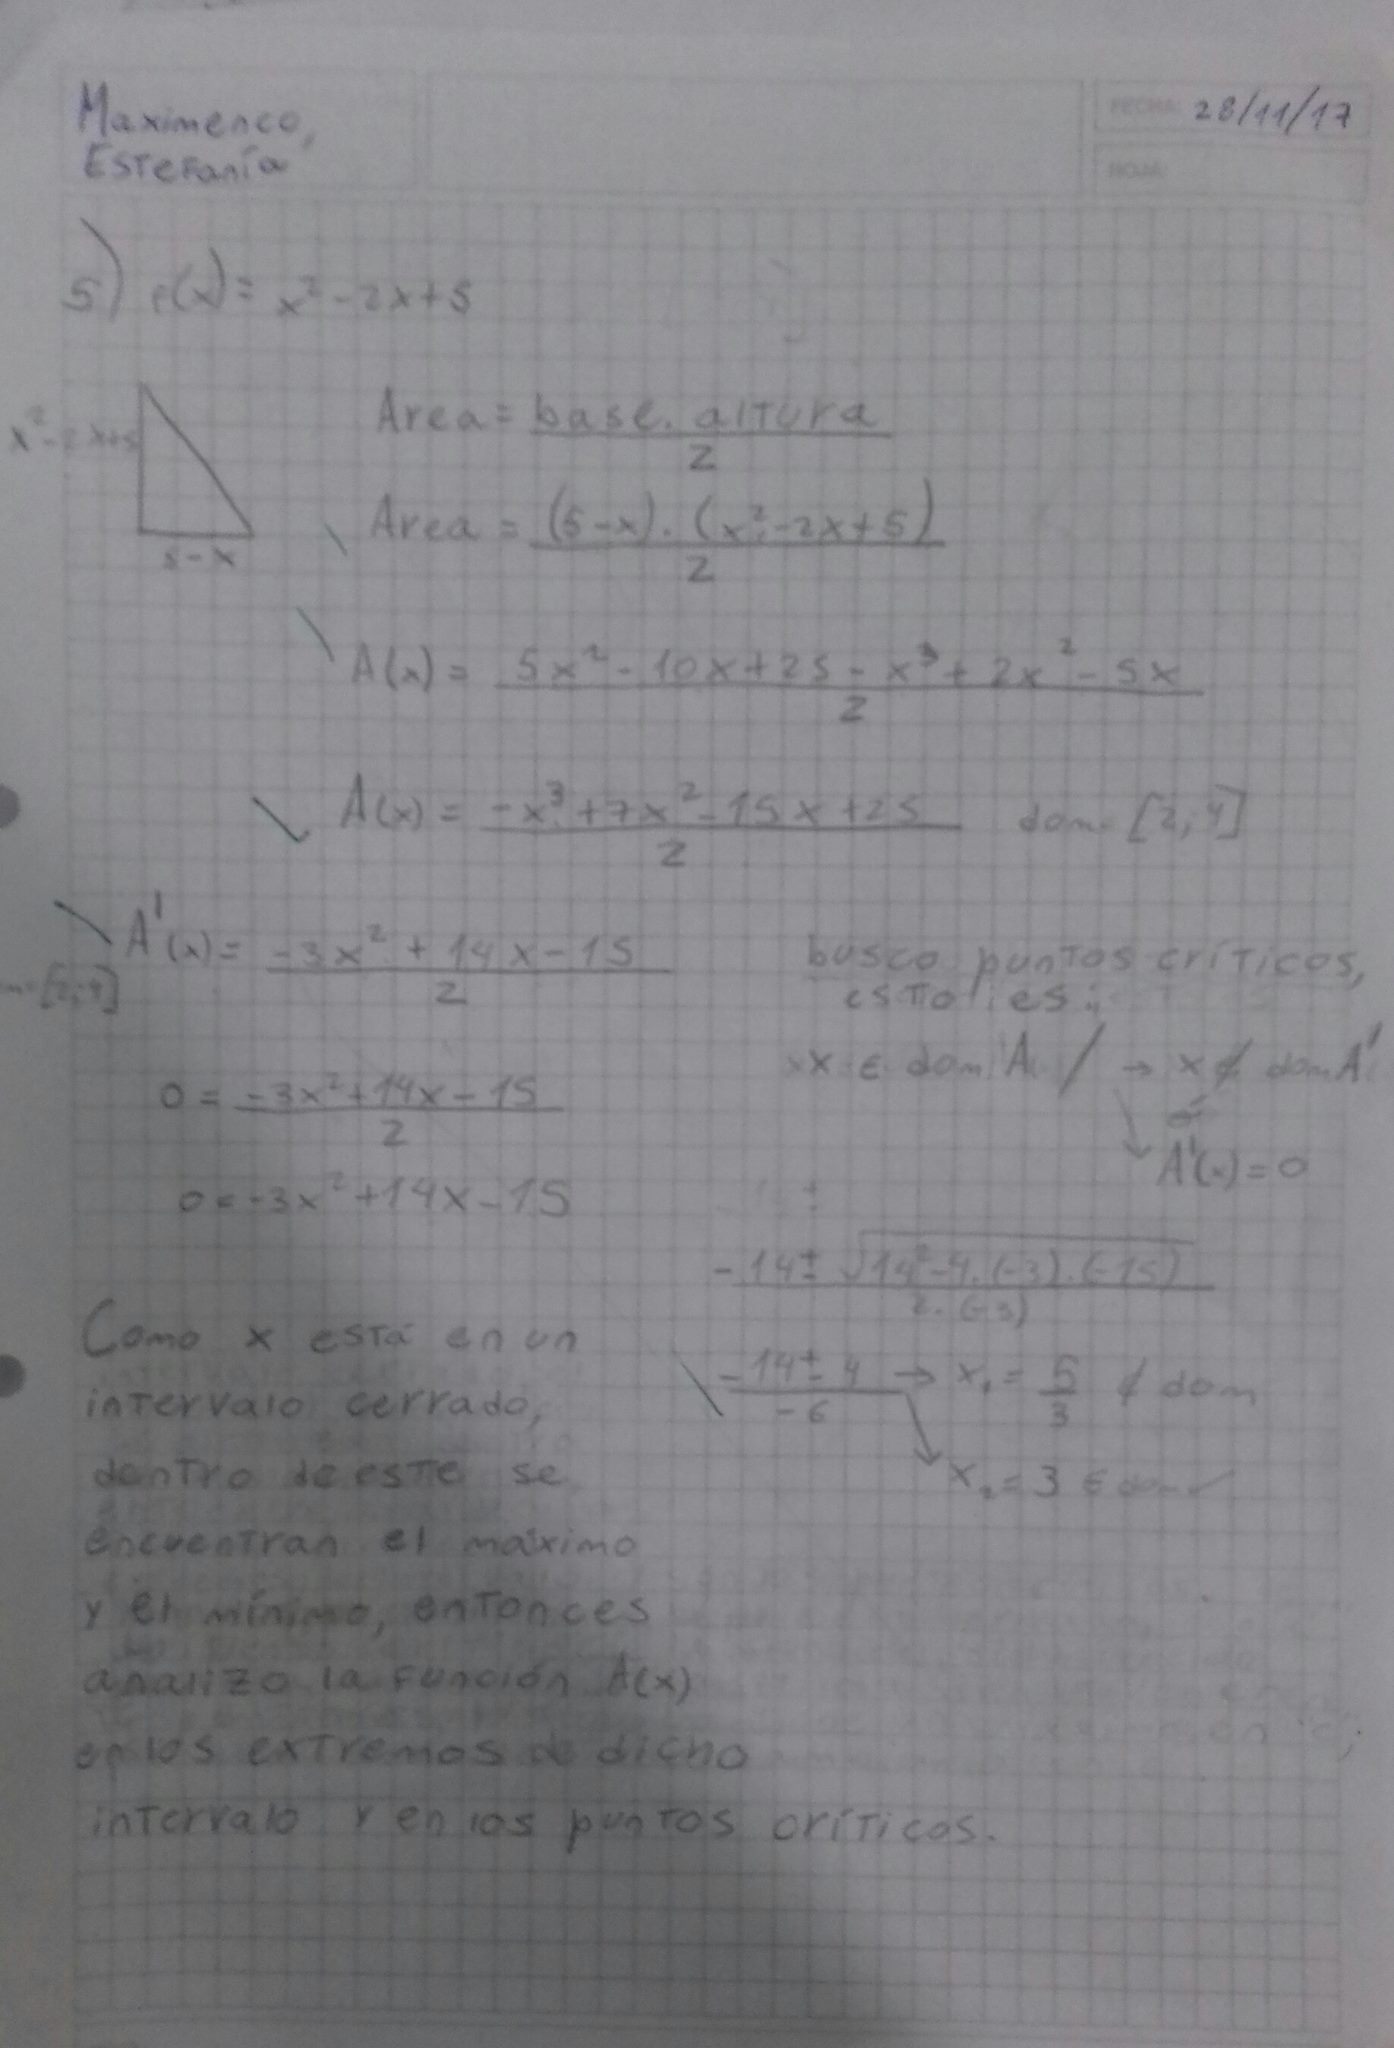 Maximenco,
Estefanía
FECHA: 28/11/17
HOJA:
5) f(x) = x² - 2x + 5
x² - 2x+5
5 - x
Area = base. altura / 2
Area = (5-x) . (x² - 2x + 5) / 2
A(x) = 5x² - 10x + 25 - x³ + 2x² - 5x / 2
A(x) = -x³ + 7x² - 15x + 25 / 2 dom= [2; 4]
A'(x) = -3x² + 14x - 15 / 2
[2; 4]
busco puntos críticos,
esto es:
x ∈ dom A / → x ∉ dom A'
ó
A'(x) = 0
0 = -3x² + 14x - 15 / 2
0 = -3x² + 14x - 15
-14 ± √14² - 4.(-3).(-15) / 2.(-3)
-14 ± 4 / -6 → x₁ = 5/3 ∉ dom
x₂ = 3 ∈ dom ✓
Como x está en un
intervalo cerrado,
dentro de este se
encuentran el máximo
y el mínimo, entonces
analizo la función A(x)
en los extremos de dicho
intervalo y en los puntos críticos.